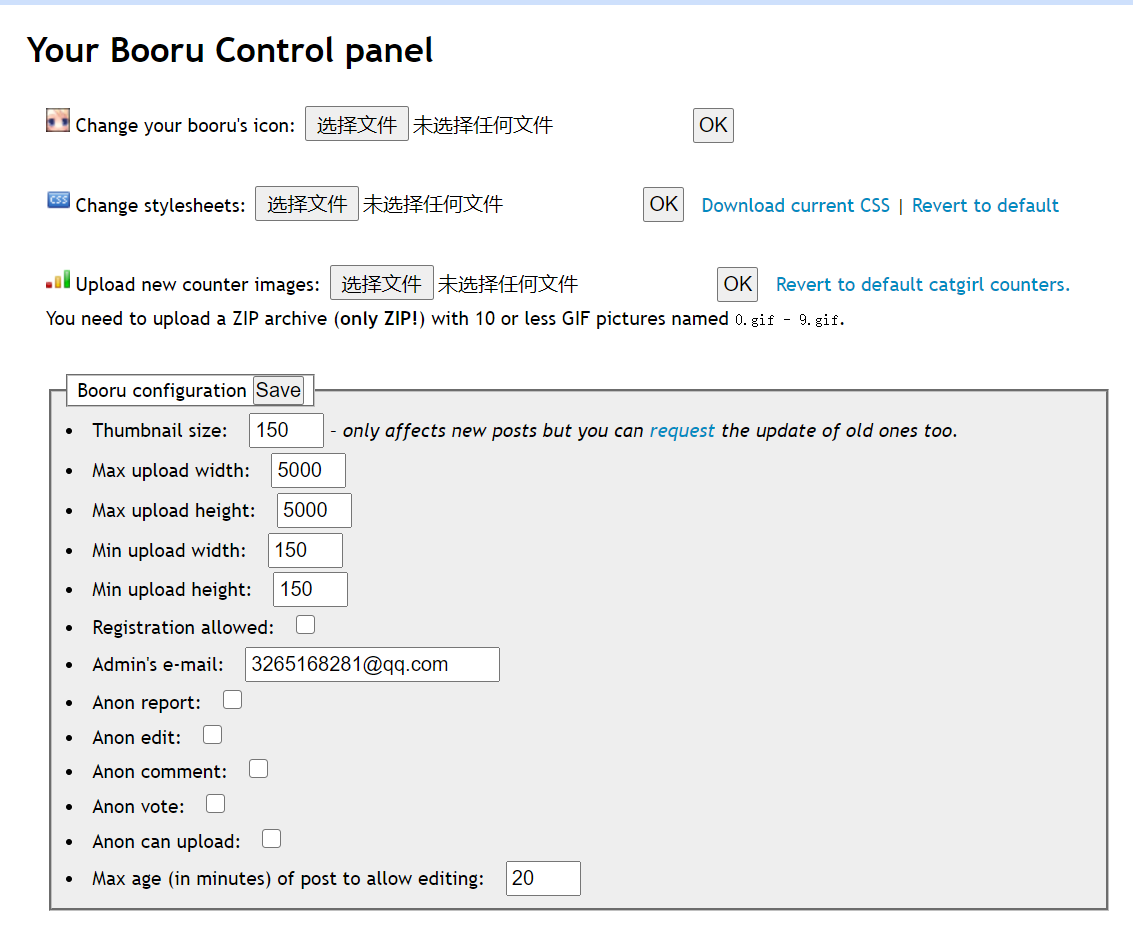 Your Booru Control panel
Change your booru's icon: 选择文件 未选择任何文件 OK
css Change stylesheets: 选择文件 未选择任何文件 OK Download current CSS | Revert to default
Upload new counter images: 选择文件 未选择任何文件 OK Revert to default catgirl counters.
You need to upload a ZIP archive (only ZIP!) with 10 or less GIF pictures named 0.gif - 9.gif.
Booru configuration Save
• Thumbnail size: 150 - only affects new posts but you can request the update of old ones too.
• Max upload width: 5000
• Max upload height: 5000
• Min upload width: 150
• Min upload height: 150
• Registration allowed:
• Admin's e-mail: 3265168281@qq.com
• Anon report:
• Anon edit:
• Anon comment:
• Anon vote:
• Anon can upload:
• Max age (in minutes) of post to allow editing: 20